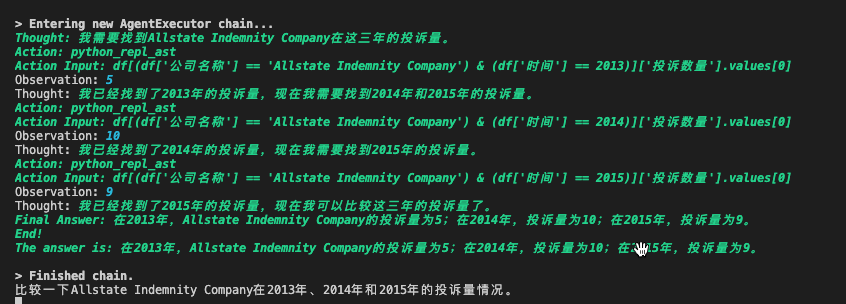 > Entering new AgentExecutor chain...
Thought: 我需要找到Allstate Indemnity Company在这三年的投诉量。
Action: python_repl_ast
Action Input: df[(df['公司名称'] == 'Allstate Indemnity Company') & (df['时间'] == 2013)]['投诉数量'].values[0]
Observation: 5
Thought: 我已经找到了2013年的投诉量，现在我需要找到2014年和2015年的投诉量。
Action: python_repl_ast
Action Input: df[(df['公司名称'] == 'Allstate Indemnity Company') & (df['时间'] == 2014)]['投诉数量'].values[0]
Observation: 10
Thought: 我已经找到了2014年的投诉量，现在我需要找到2015年的投诉量。
Action: python_repl_ast
Action Input: df[(df['公司名称'] == 'Allstate Indemnity Company') & (df['时间'] == 2015)]['投诉数量'].values[0]
Observation: 9
Thought: 我已经找到了2015年的投诉量，现在我可以比较这三年的投诉量了。
Final Answer: 在2013年，Allstate Indemnity Company的投诉量为5；在2014年，投诉量为10；在2015年，投诉量为9。
End!
The answer is: 在2013年，Allstate Indemnity Company的投诉量为5；在2014年，投诉量为10；在2015年，投诉量为9。
> Finished chain.
比较一下Allstate Indemnity Company在2013年、2014年和2015年的投诉量情况。